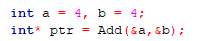 int a = 4, b = 4;
int* ptr = Add(&a,&b);